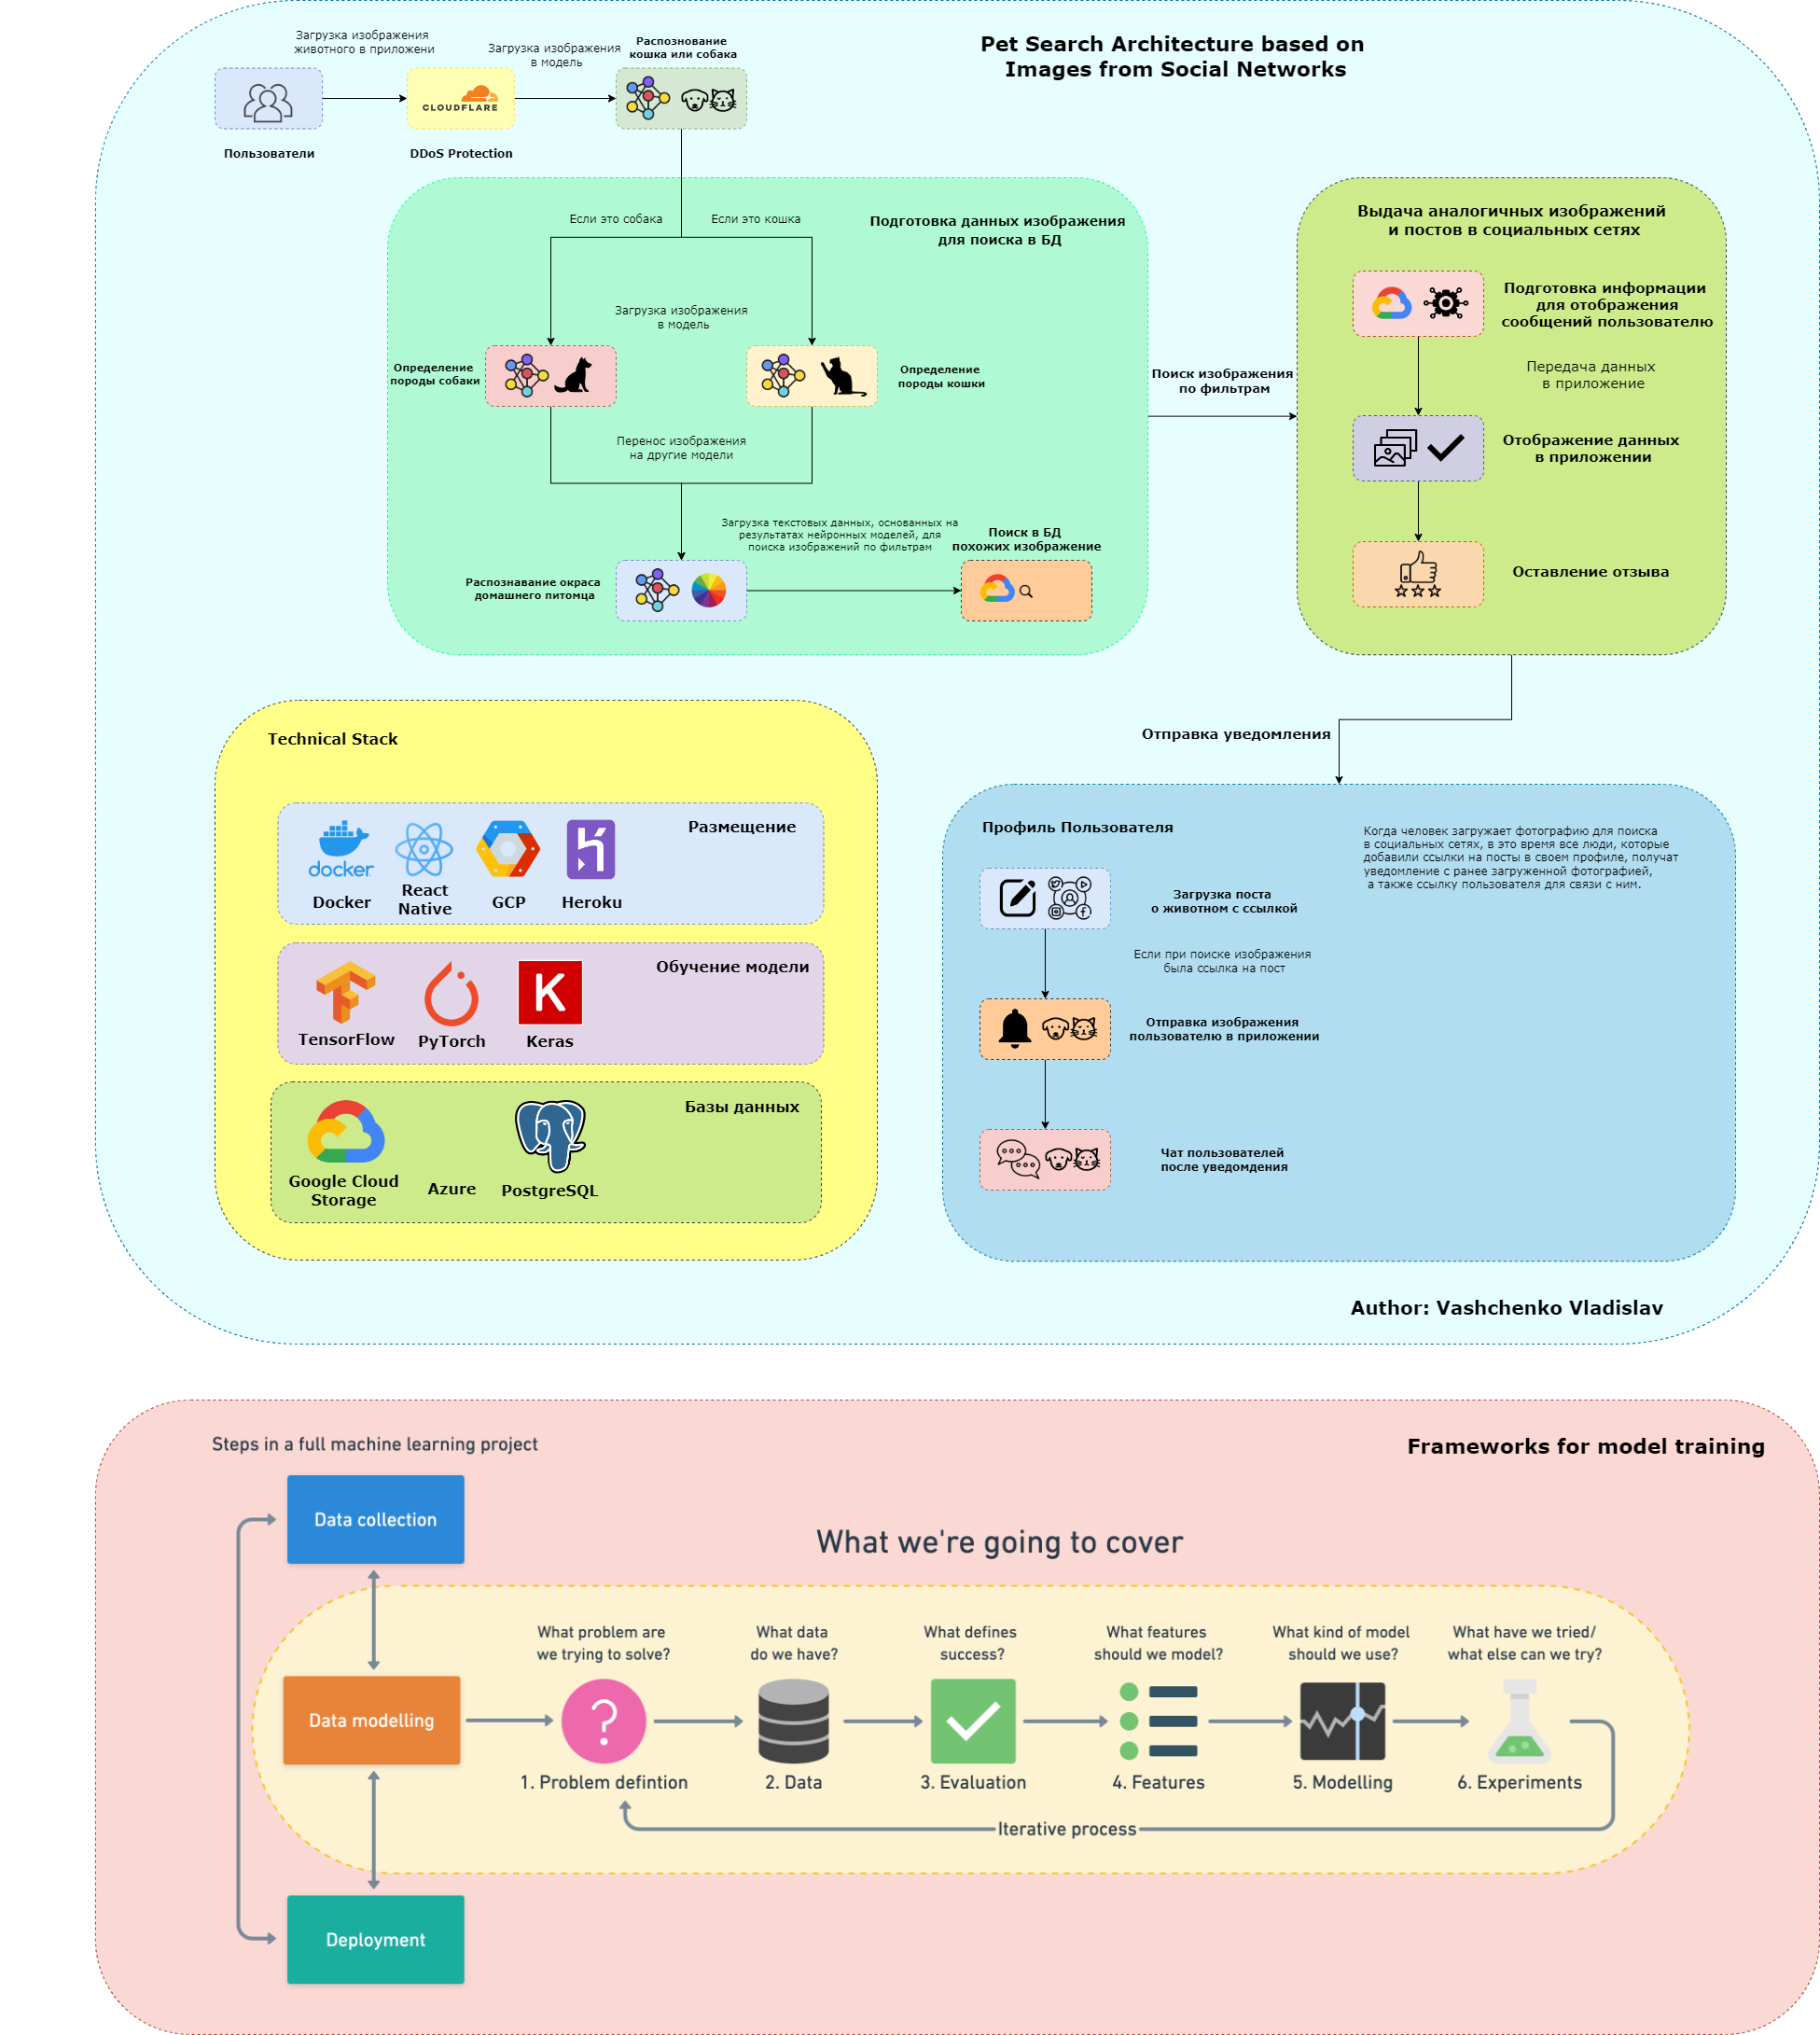 Pet Search Architecture based on
Images from Social Networks
Загрузка изображения
животного в приложени
Загрузка изображения
в модель
Распознование
кошка или собака
CLOUDFLARE
Пользователи
DDoS Protection
Если это собака
Если это кошка
Подготовка данных изображения
для поиска в БД
Загрузка изображения
в модель
Определение
породы собаки
Определение
породы кошки
Перенос изображения
на другие модели
Загрузка текстовых данных, основанных на
результатах нейронных моделей, для
поиска изображений по фильтрам
Поиск в БД
похожих изображение
Распознавание окраса
домашнего питомца
Поиск изображения
по фильтрам
Выдача аналогичных изображений
и постов в социальных сетях
Подготовка информации
для отображения
сообщений пользователю
Передача данных
в приложение
Отображение данных
в приложении
Оставление отзыва
Отправка уведомления
Technical Stack
Размещение
docker
Docker
React
Native
GCP
Heroku
Обучение модели
K
TensorFlow
PyTorch
Keras
Базы данных
Google Cloud
Storage
Azure
PostgreSQL
Профиль Пользователя
Когда человек загружает фотографию для поиска
в социальных сетях, в это время все люди, которые
добавили ссылки на посты в своем профиле, получат
уведомление с ранее загруженной фотографией,
а также ссылку пользователя для связи с ним.
Загрузка поста
о животном с ссылкой
Если при поиске изображения
была ссылка на пост
Отправка изображения
пользователю в приложении
Чат пользователей
после уведомдения
Author: Vashchenko Vladislav
Steps in a full machine learning project
Frameworks for model training
Data collection
What we're going to cover
What problem are
we trying to solve?
What data
do we have?
What defines
success?
What features
should we model?
What kind of model
should we use?
What have we tried/
what else can we try?
Data modelling
1. Problem defintion
2. Data
3. Evaluation
4. Features
5. Modelling
6. Experiments
Iterative process
Deployment